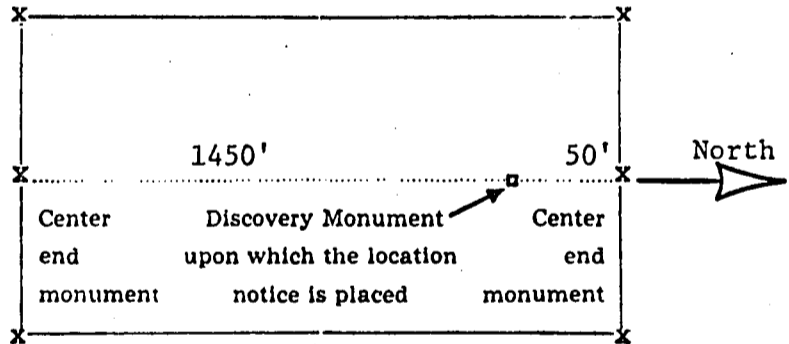 1450' 50' North
Center Discovery Monument Center
end upon which the location end
monument notice is placed monument